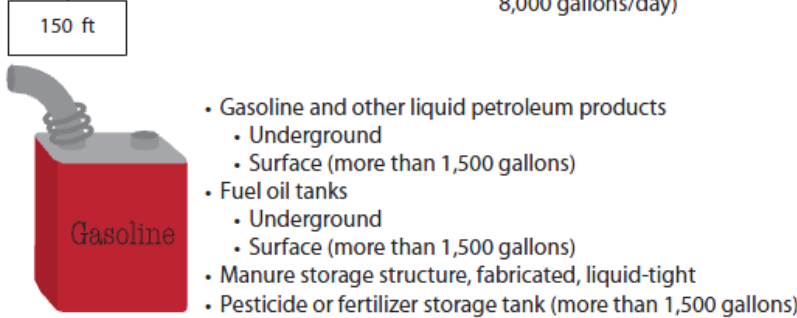 8,000 gallons/day)
150 ft
• Gasoline and other liquid petroleum products
• Underground
• Surface (more than 1,500 gallons)
• Fuel oil tanks
• Underground
• Surface (more than 1,500 gallons)
• Manure storage structure, fabricated, liquid-tight
• Pesticide or fertilizer storage tank (more than 1,500 gallons)
Gasoline